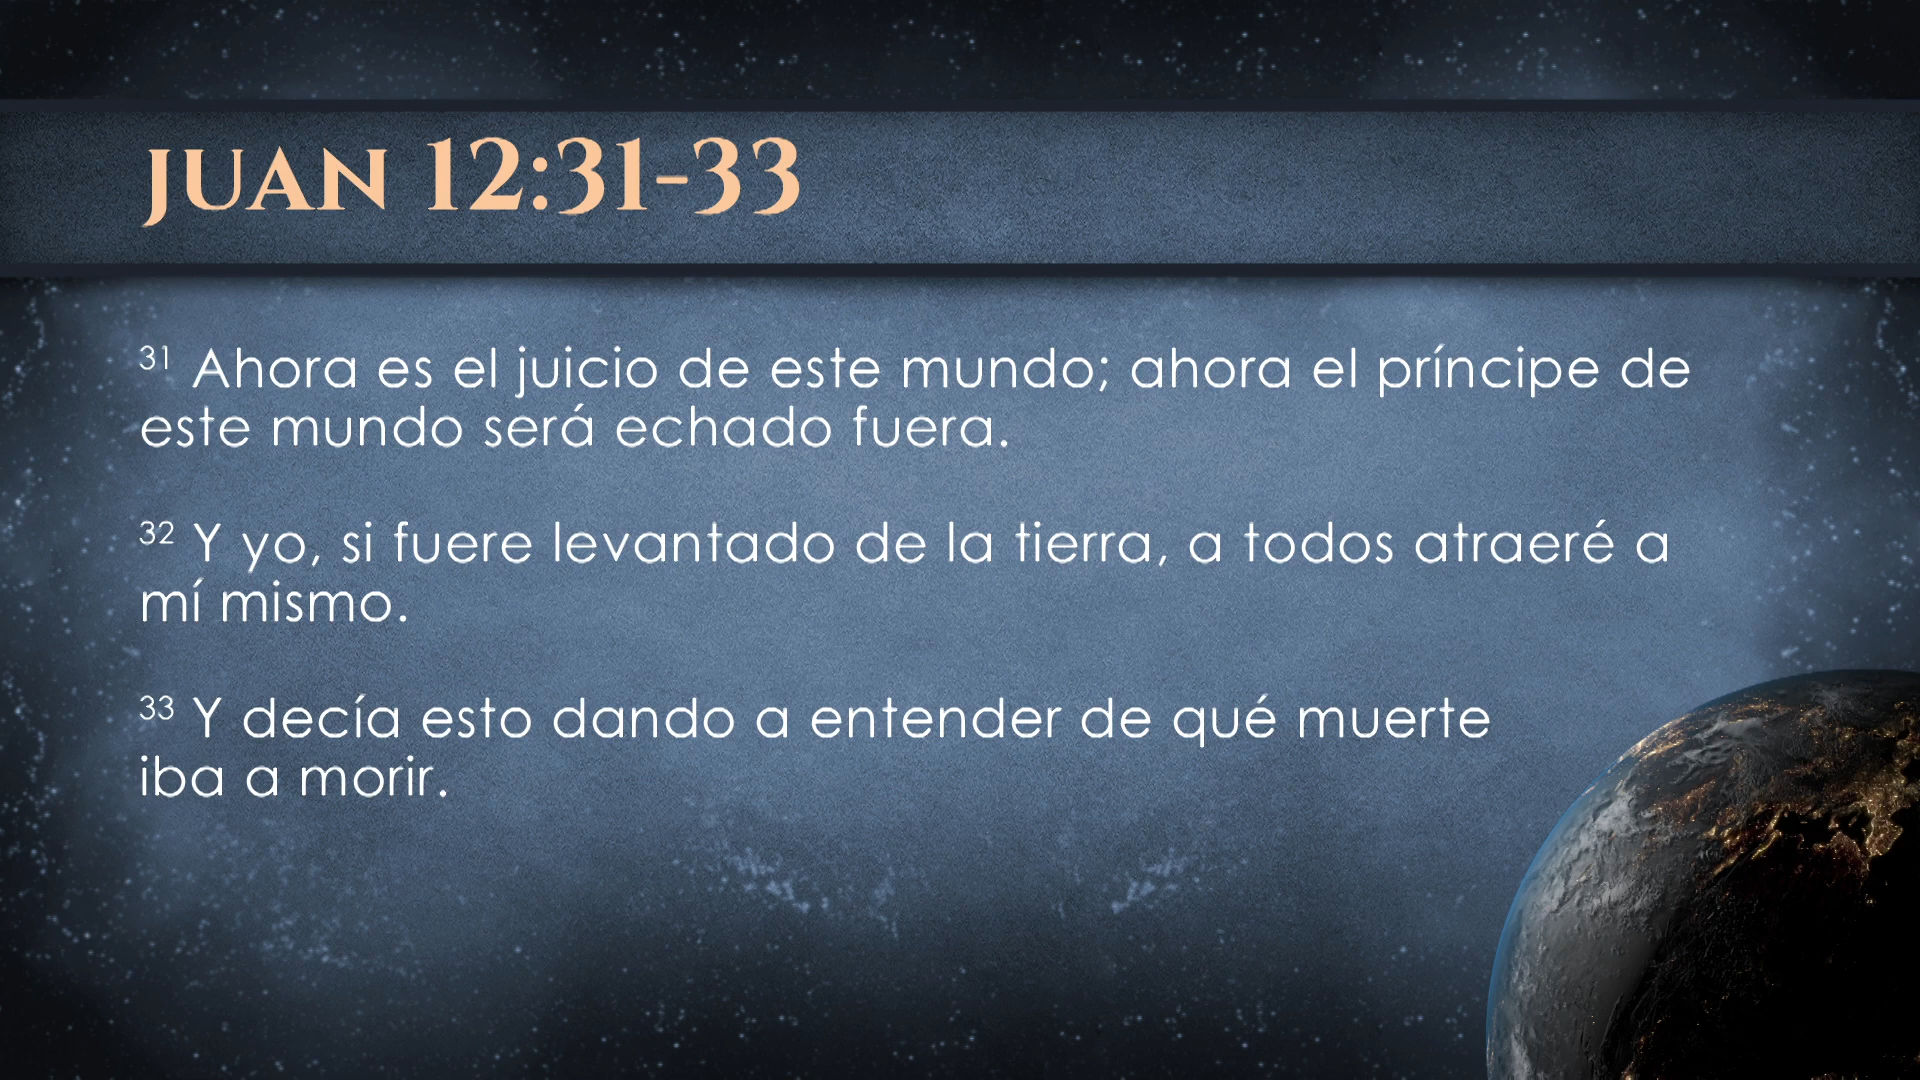 JUAN 12:31-33
31 Ahora es el juicio de este mundo; ahora el príncipe de
este mundo será echado fuera.
32 Y yo, si fuere levantado de la tierra, a todos atraeré a
mí mismo.
33 Y decía esto dando a entender de qué muerte
iba a morir.